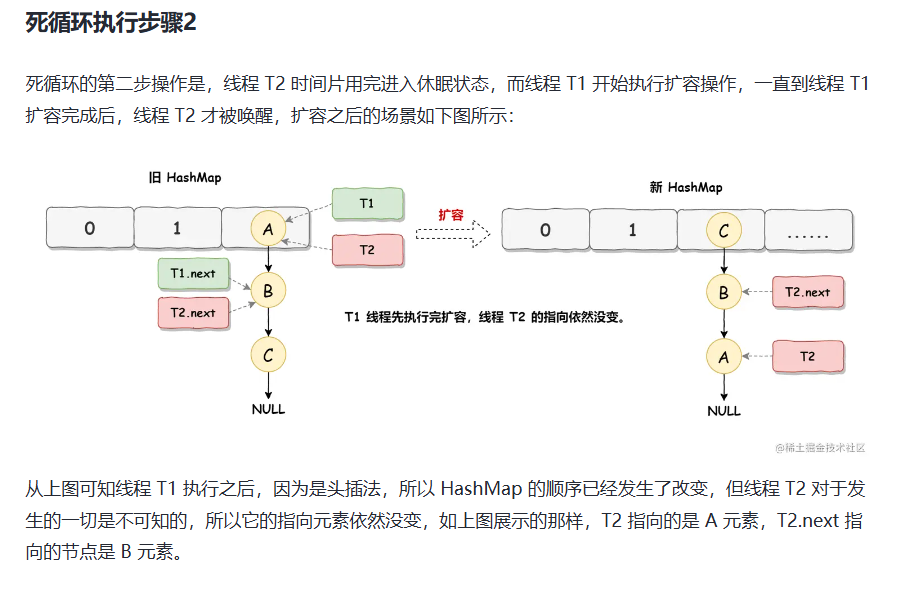 死循环执行步骤2
死循环的第二步操作是，线程 T2 时间片用完进入休眠状态，而线程 T1 开始执行扩容操作，一直到线程 T1
扩容完成后，线程 T2 才被唤醒，扩容之后的场景如下图所示：
旧 HashMap
新 HashMap
0
1
A
T1
T2
扩容
0
1
C
......
T1.next
T2.next
B
B
T2.next
T1 线程先执行完扩容，线程 T2 的指向依然没变。
C
A
T2
NULL
NULL
@稀土掘金技术社区
从上图可知线程 T1 执行之后，因为是头插法，所以 HashMap 的顺序已经发生了改变，但线程 T2 对于发
生的一切是不可知的，所以它的指向元素依然没变，如上图展示的那样，T2 指向的是 A 元素，T2.next 指
向的节点是 B 元素。